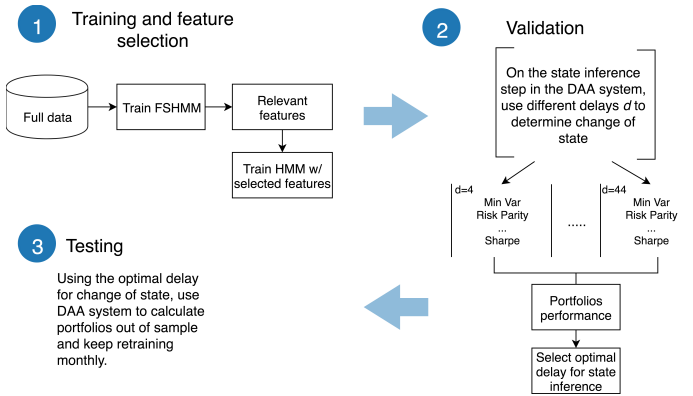 1
Training and feature
selection
Full data
Train FSHMM
Relevant
features
Train HMM w/
selected features
2
Validation
On the state inference
step in the DAA system,
use different delays d to
determine change of
state
d=4
Min Var
Risk Parity
...
Sharpe
.....
d=44
Min Var
Risk Parity
...
Sharpe
Portfolios
performance
Select optimal
delay for state
inference
3
Testing
Using the optimal delay
for change of state, use
DAA system to calculate
portfolios out of sample
and keep retraining
monthly.